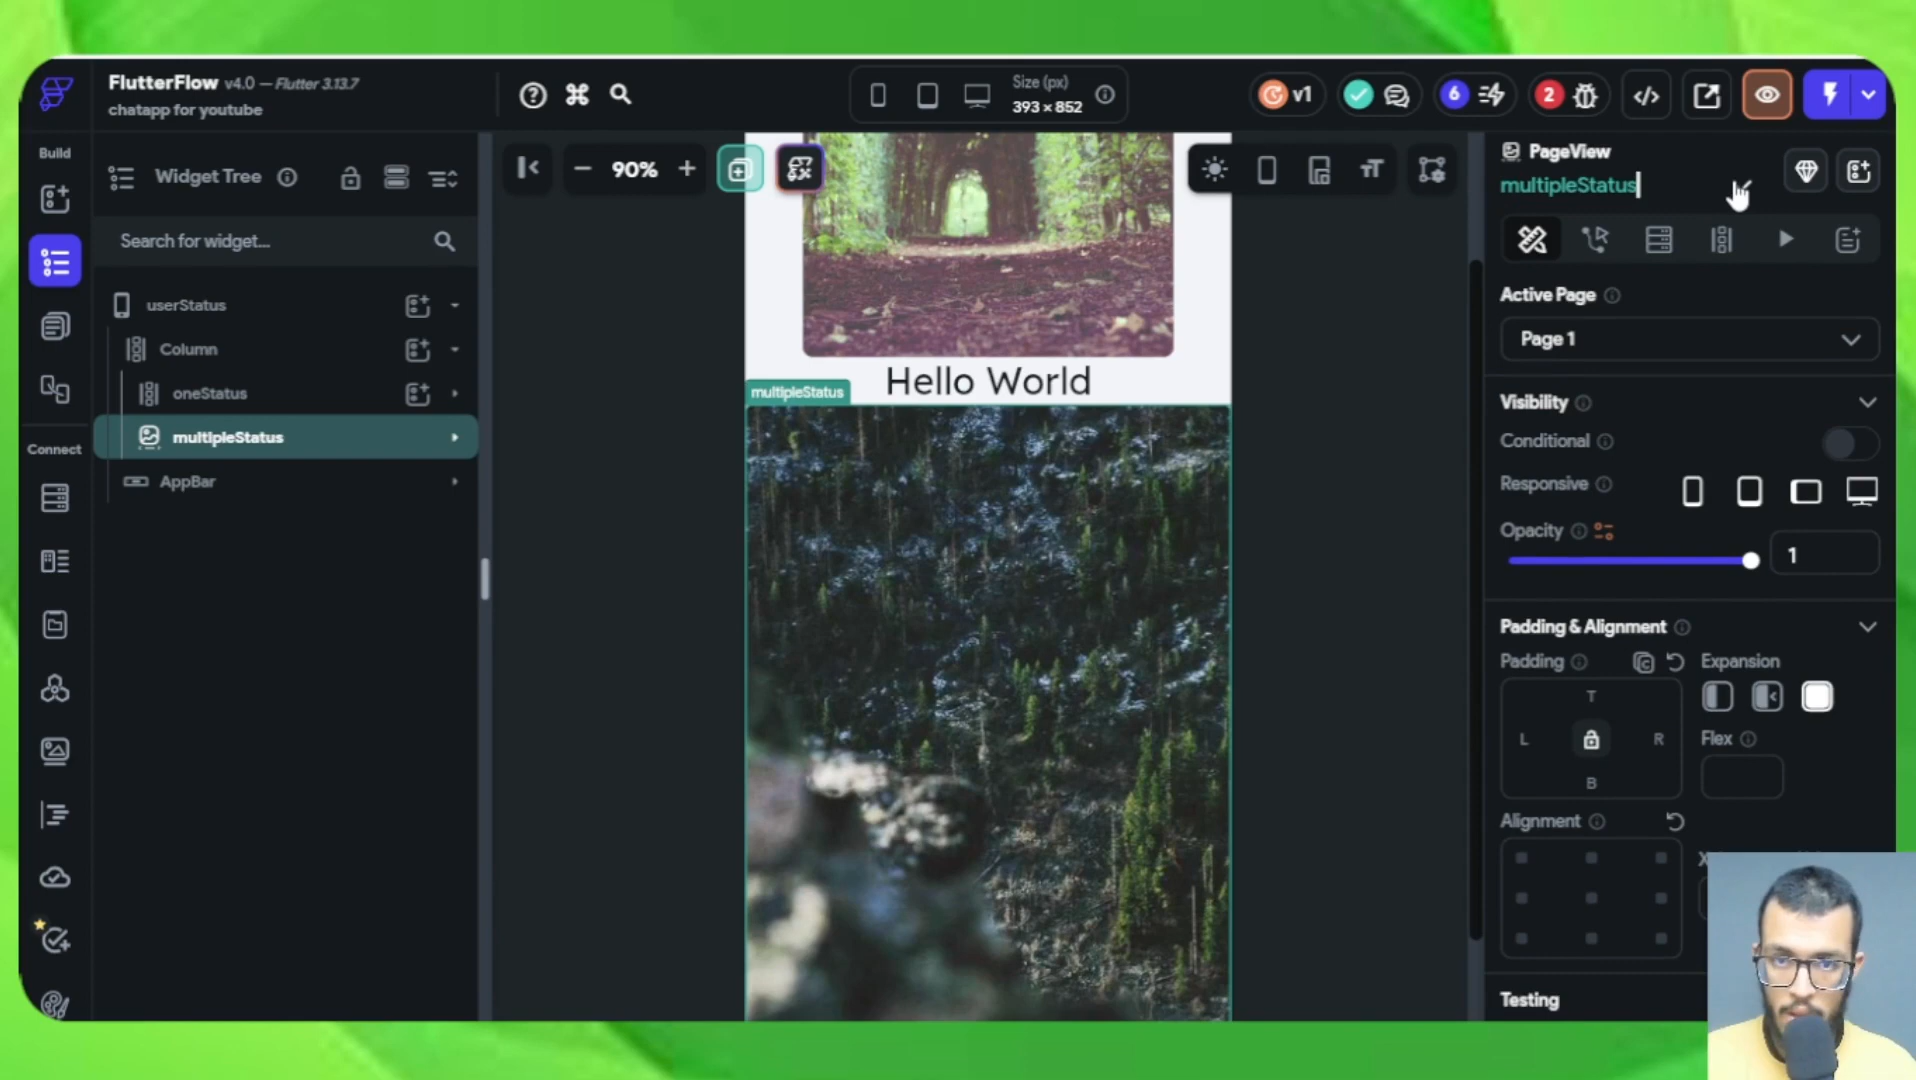 FlutterFlow v4.0 — Flutter 3.13.7
chatapp for youtube
Size (px)
393 × 852
v1
6
2
Build
Widget Tree
Search for widget...
userStatus
Column
oneStatus
multipleStatus
AppBar
Connect
90%
Hello World
multipleStatus
PageView
multipleStatus
Active Page
Page 1
Visibility
Conditional
Responsive
Opacity
1
Padding & Alignment
Padding
Expansion
T
L
R
B
Flex
Alignment
X
Testing